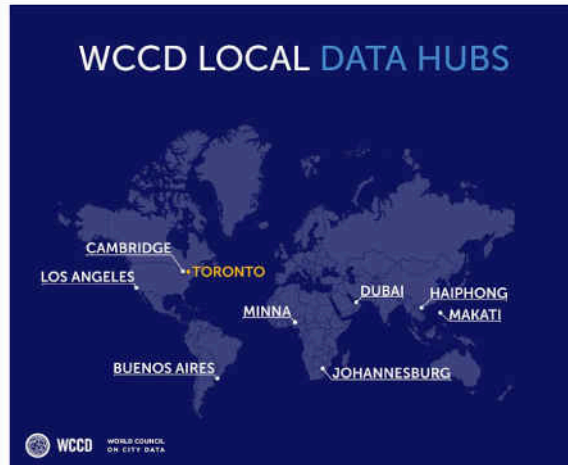 WCCD LOCAL DATA HUBS
CAMBRIDGE
TORONTO
LOS ANGELES
DUBAI
HAIPHONG
MINNA
MAKATI
BUENOS AIRES
JOHANNESBURG
WCCD
WORLD COUNCIL
ON CITY DATA